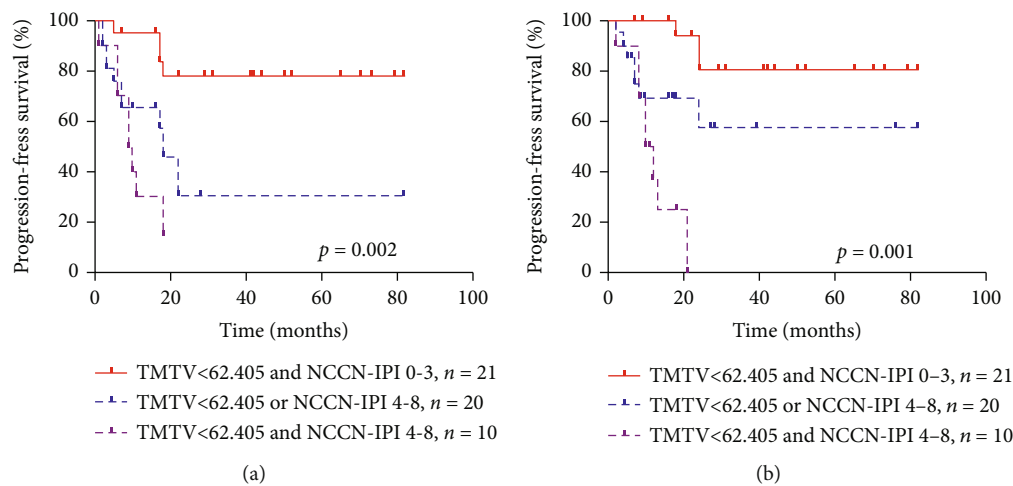 100
80
60
40
20
0
Progression-fress survival (%)
p = 0.002
0 20 40 60 80 100
Time (months)
TMTV<62.405 and NCCN-IPI 0-3, n = 21
TMTV<62.405 or NCCN-IPI 4-8, n = 20
TMTV<62.405 and NCCN-IPI 4-8, n = 10
(a)
100
80
60
40
20
0
Progression-fress survival (%)
p = 0.001
0 20 40 60 80 100
Time (months)
TMTV<62.405 and NCCN-IPI 0–3, n = 21
TMTV<62.405 or NCCN-IPI 4–8, n = 20
TMTV<62.405 and NCCN-IPI 4–8, n = 10
(b)